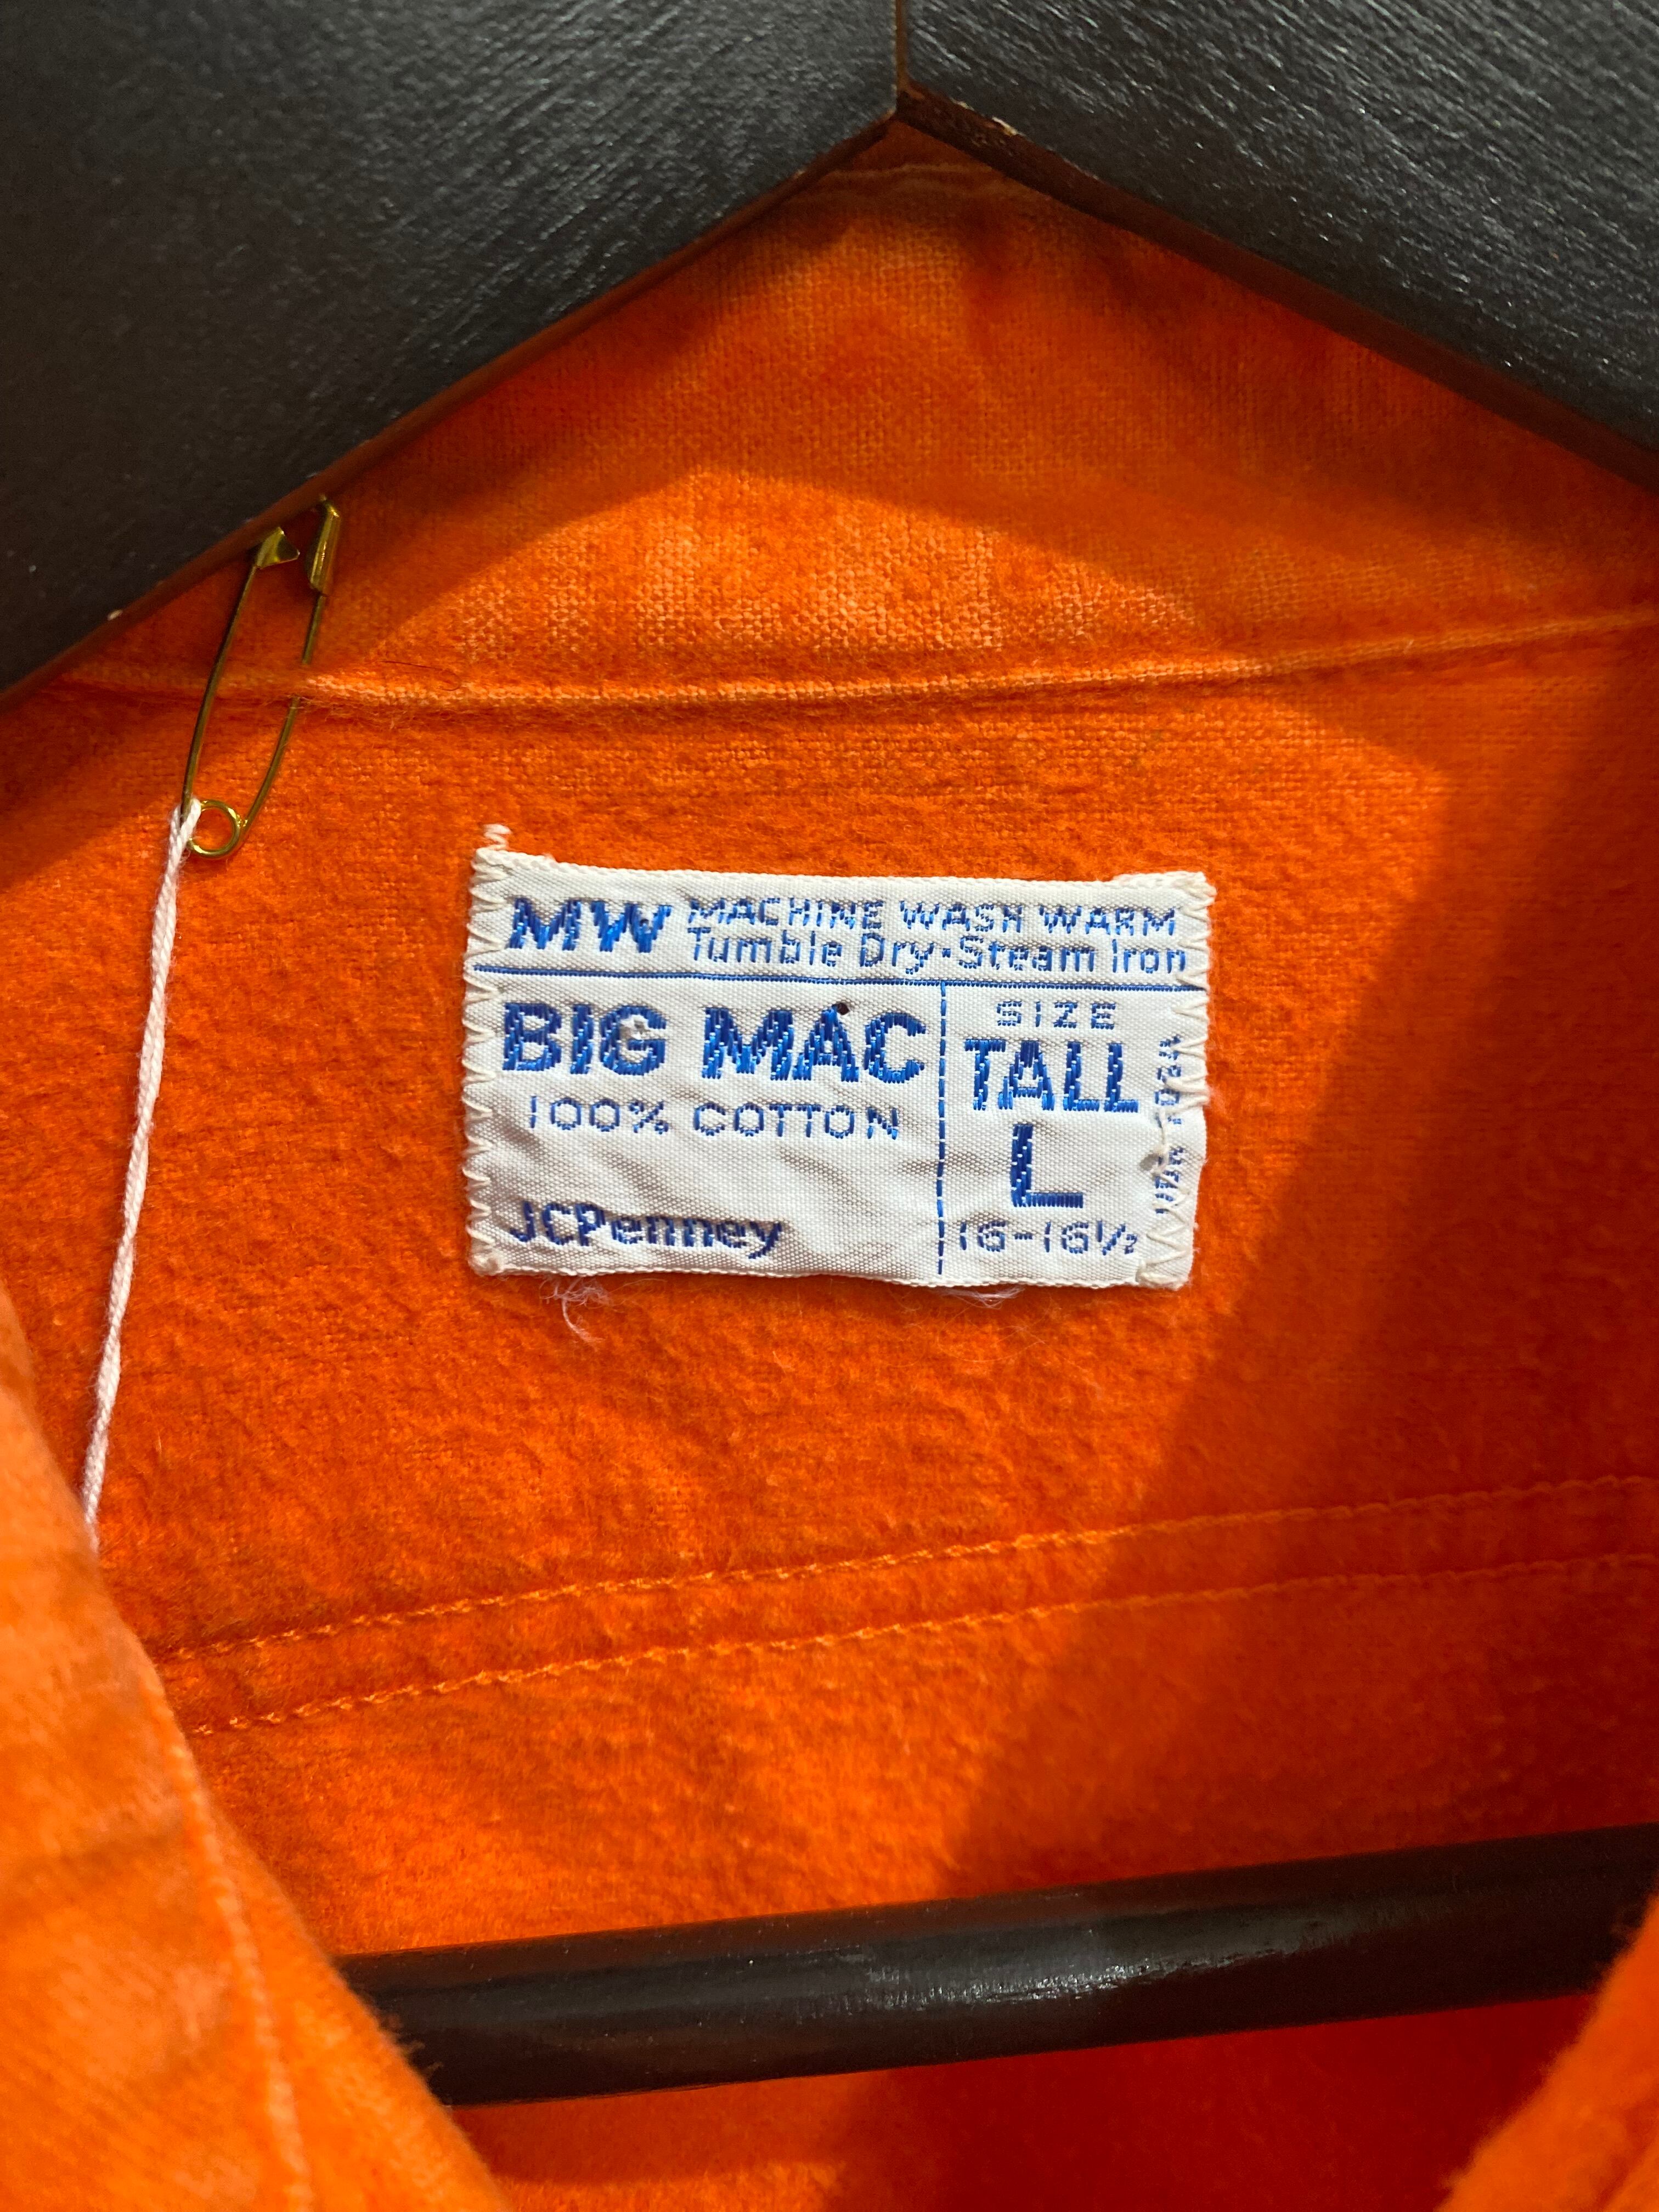 MW MACHINE WASH WARM
Tumble Dry·Steam Iron
BIG MAC
100% COTTON
JCPenney
SIZE
TALL
L
16-16½